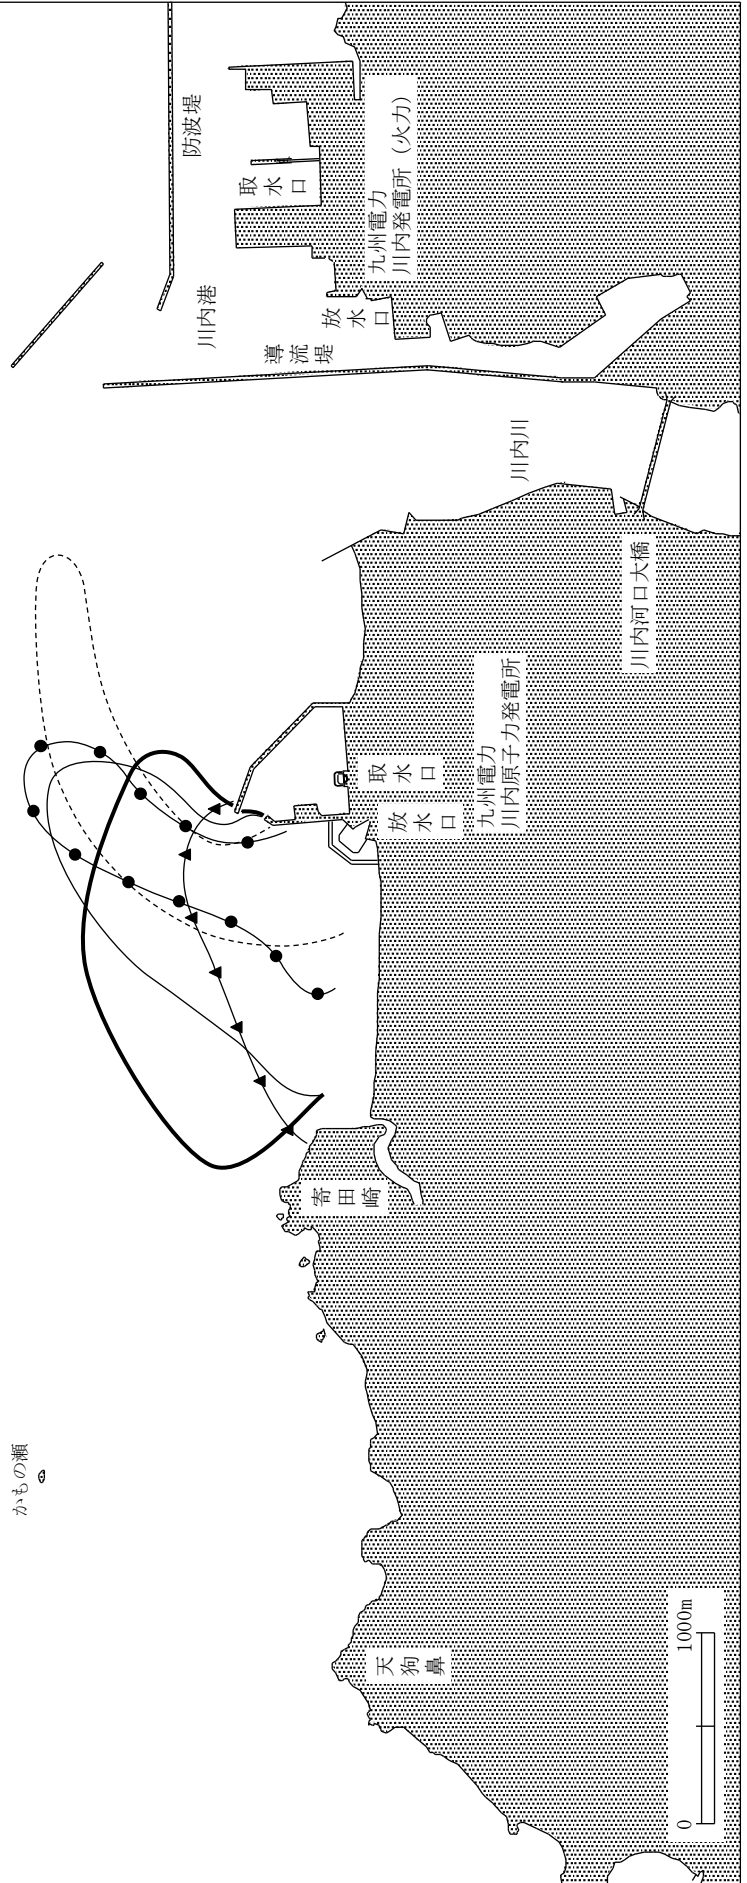 防波堤
取水口
九州電力
川内発電所（火力）
川内港
放水口
導流堤
川内川
川内河口大橋
取水口
九州電力
川内原子力発電所
放水口
寄田崎
かもの瀬
天狗鼻
0 1000m